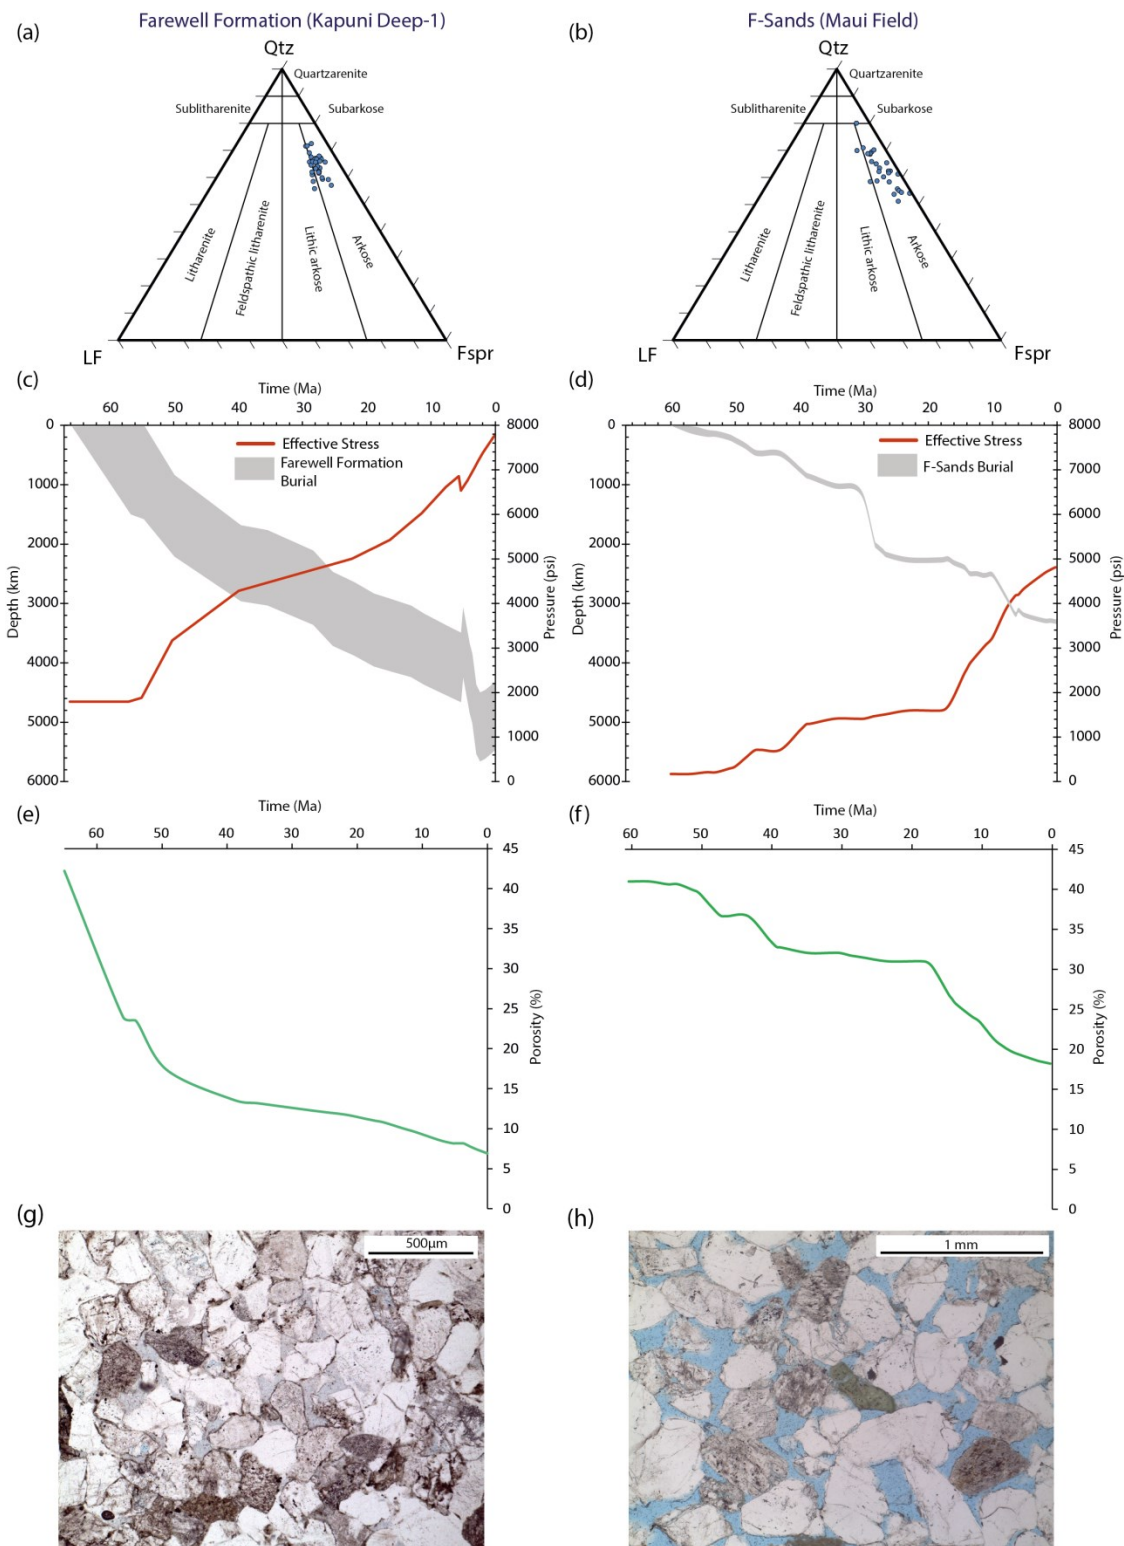 Farewell Formation (Kapuni Deep-1)
F-Sands (Maui Field)
(a)
Qtz
Quartzarenite
Sublitharenite
Subarkose
Litharenite
Feldspathic litharenite
Lithic arkose
Arkose
LF
Fspr
(b)
Qtz
Quartzarenite
Sublitharenite
Subarkose
Litharenite
Feldspathic litharenite
Lithic arkose
Arkose
LF
Fspr
(c)
Time (Ma)
60 50 40 30 20 10 0
Effective Stress
Farewell Formation
Burial
Depth (km)
0
1000
2000
3000
4000
5000
6000
Pressure (psi)
8000
7000
6000
5000
4000
3000
2000
1000
0
(d)
Time (Ma)
60 50 40 30 20 10 0
Effective Stress
F-Sands Burial
Depth (km)
0
1000
2000
3000
4000
5000
6000
Pressure (psi)
8000
7000
6000
5000
4000
3000
2000
1000
0
(e)
Time (Ma)
60 50 40 30 20 10 0
45
40
35
30
25
20
15
10
5
0
Porosity (%)
(f)
Time (Ma)
60 50 40 30 20 10 0
45
40
35
30
25
20
15
10
5
0
Porosity (%)
(g)
500µm
(h)
1 mm